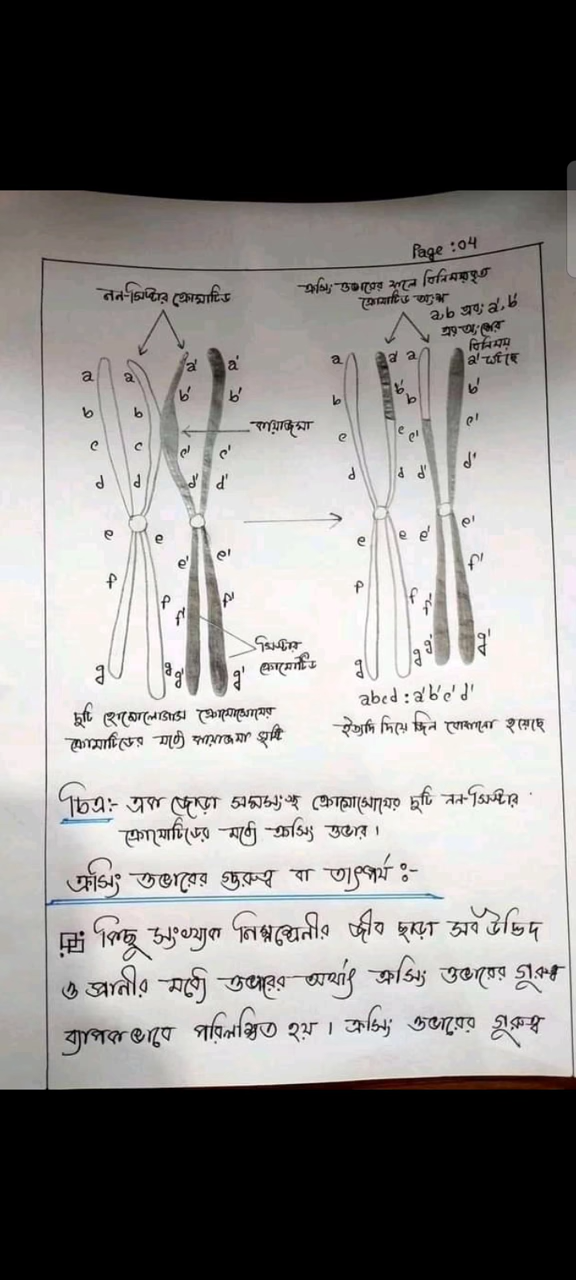 Page : 04
নন-সিস্টার ক্রোমাটিড
ক্রসিং ওভারের ফলে বিনিময়কৃত
ক্রোমাটিড অংশ
a, b এবং a', b'
এর অংশের
বিনিময়
ঘটেছে
a a a' a'
b b b' b'
c c c' c'
d d d' d'
e e e' e'
f f f' f'
g g g' g'
কায়াজমা
সিস্টার
ক্রোমাটিড
a a' a a'
b b' b b'
c c c' c'
d d d' d'
e e e' e'
f f f' f'
g g g' g'
দুটি হোমোলোগাস ক্রোমোসোমের
ক্রোমাটিডের মধ্যে কায়াজমা সৃষ্টি
abcd : a'b'c'd'
ইত্যাদি দিয়ে জিন বোঝানো হয়েছে
চিত্র:- এক জোড়া সমসংস্থ ক্রোমোসোমের দুটি নন-সিস্টার
ক্রোমাটিডের মধ্যে ক্রসিং ওভার।
ক্রসিং ওভারের গুরুত্ব বা তাৎপর্য :-
কিছু সংখ্যক নিম্নশ্রেনীর জীব ছাড়া সব উদ্ভিদ
ও প্রানীর মধ্যে ওভারের অর্থাৎ ক্রসিং ওভারের গুরুত্ব
ব্যাপকভাবে পরিলক্ষিত হয়। ক্রসিং ওভারের গুরুত্ব